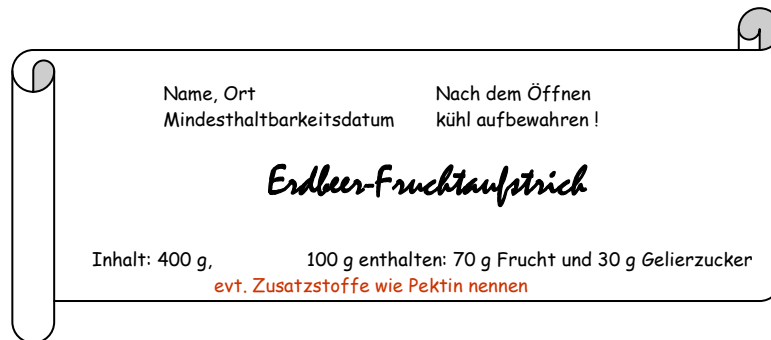 Name, Ort Nach dem Öffnen
Mindesthaltbarkeitsdatum kühl aufbewahren !
Erdbeer-Fruchtaufstrich
Inhalt: 400 g, 100 g enthalten: 70 g Frucht und 30 g Gelierzucker
evt. Zusatzstoffe wie Pektin nennen